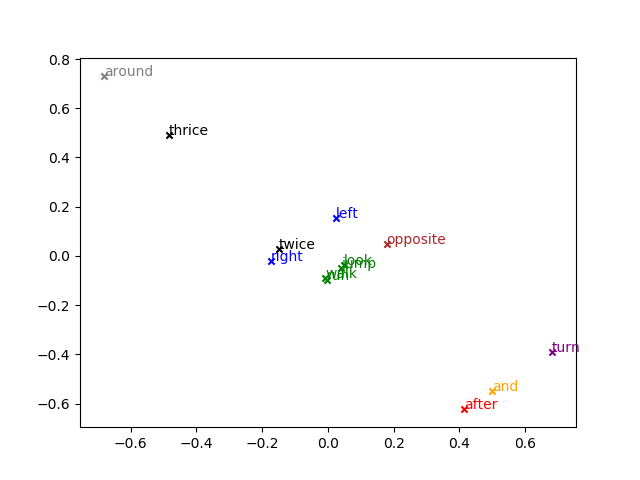 0.8
around
0.6
thrice
0.4
0.2
left
opposite
twice
0.0
right
look
jump
walk
run
−0.2
turn
−0.4
and
after
−0.6
−0.6
−0.4
−0.2
0.0
0.2
0.4
0.6